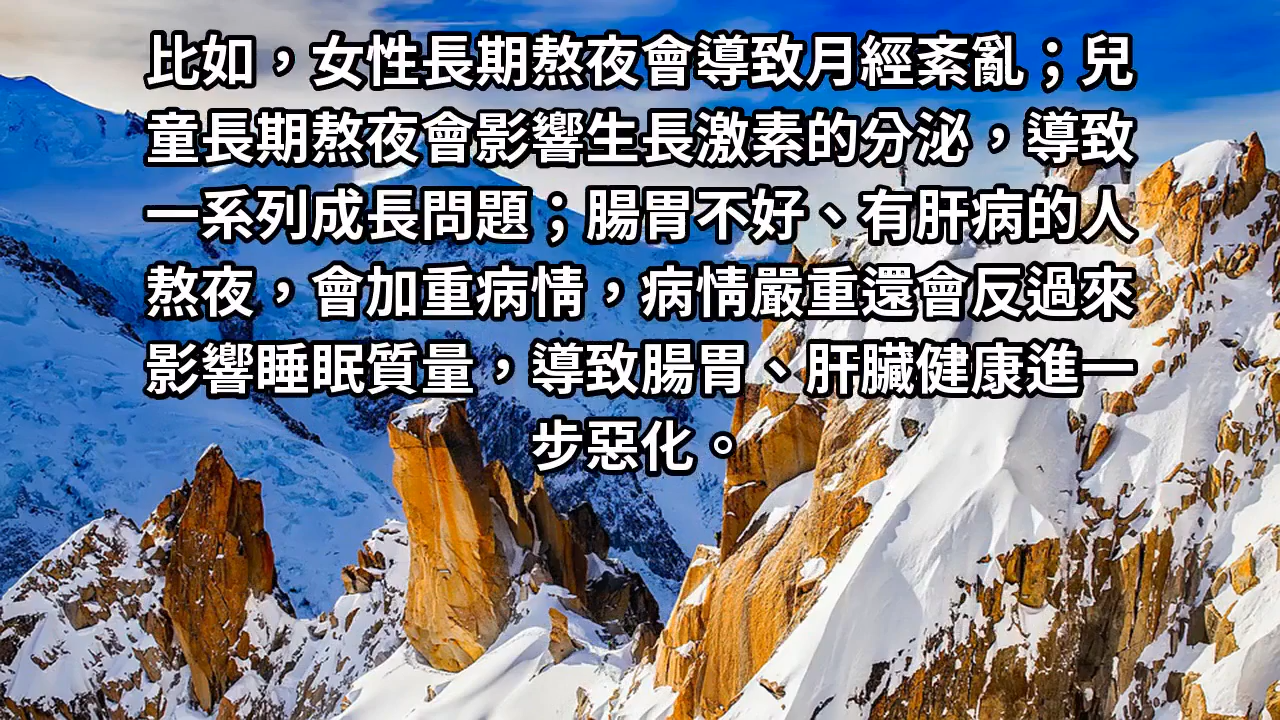 比如，女性長期熬夜會導致月經紊亂；兒
童長期熬夜會影響生長激素的分泌，導致
一系列成長問題；腸胃不好、有肝病的人
熬夜，會加重病情，病情嚴重還會反過來
影響睡眠質量，導致腸胃、肝臟健康進一
步惡化。